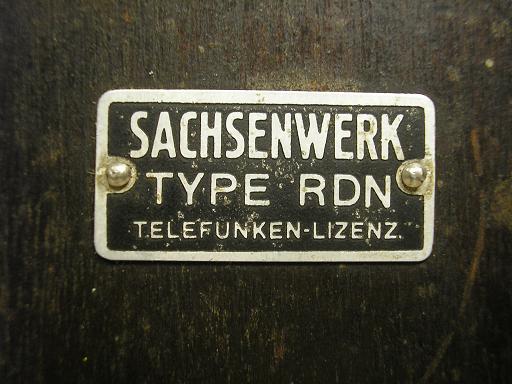 SACHSENWERK
TYPE RDN
TELEFUNKEN-LIZENZ.